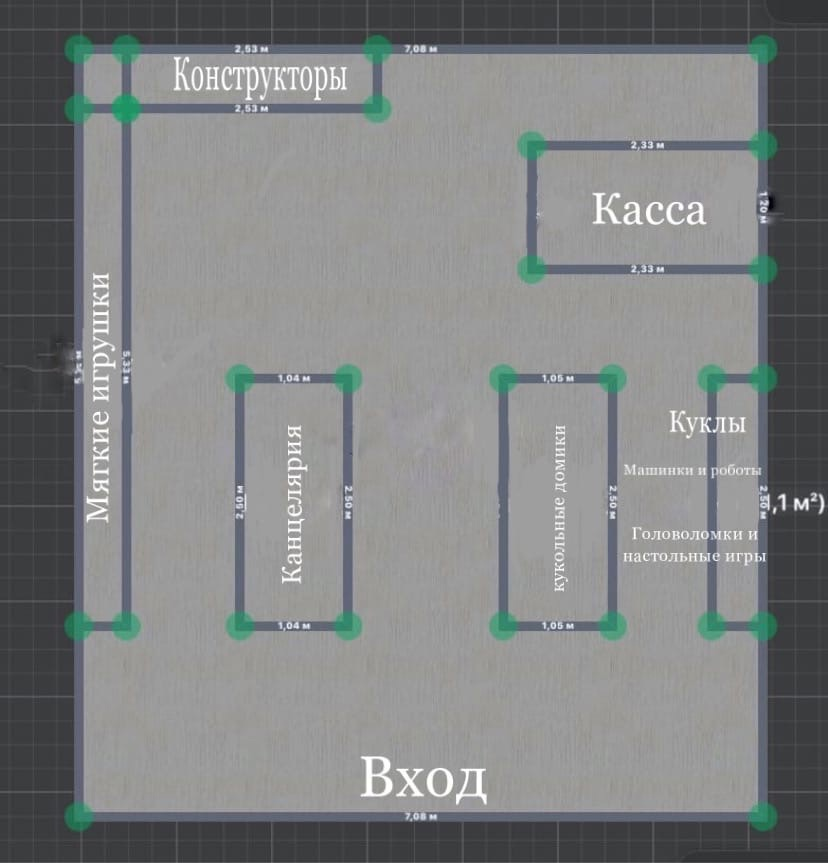 2,53 м
7,08 м
Конструкторы
2,53 м
2,33 м
1,20 м
Касса
2,33 м
Мягкие игрушки
5,33 м
1,04 м
1,05 м
Канцелярия
2,50 м
2,50 м
кукольные домики
2,50 м
Куклы
Машинки и роботы
2,50 м
,1 м²)
Головоломки и
настольные игры
1,04 м
1,05 м
Вход
7,08 м